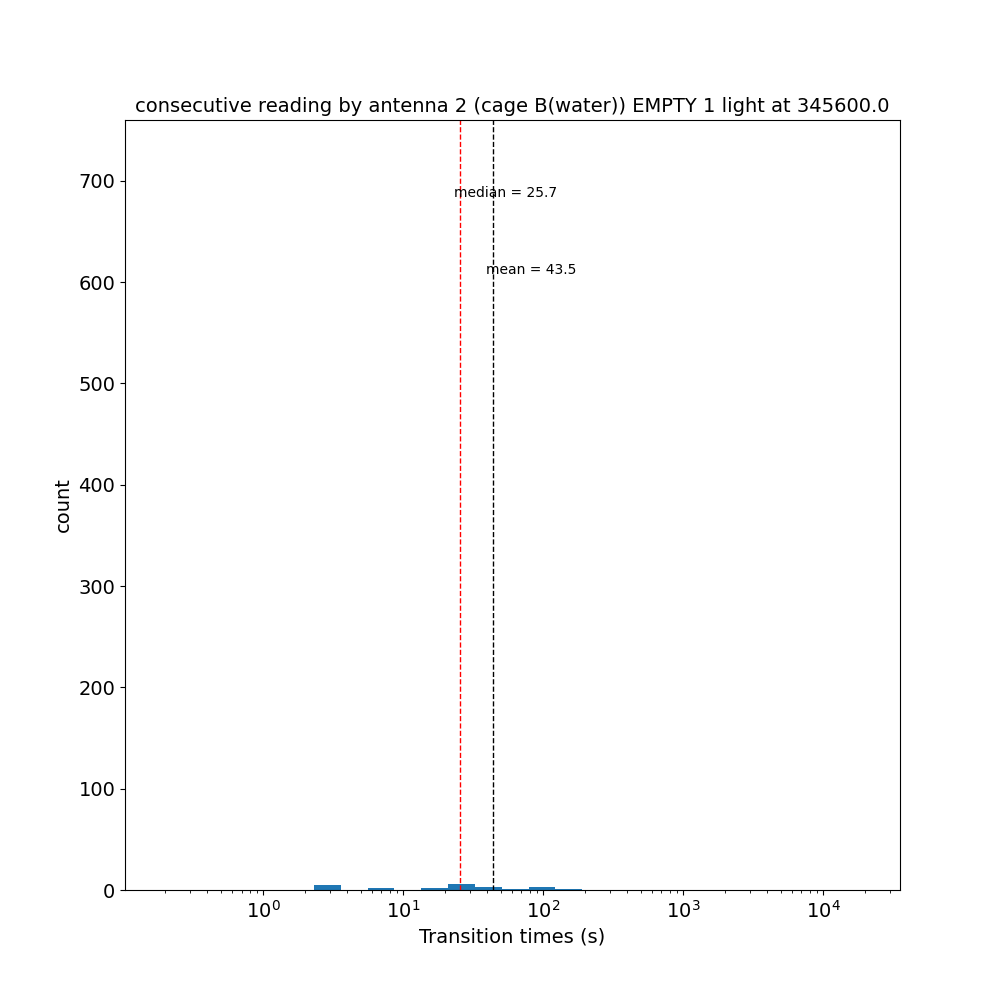 consecutive reading by antenna 2 (cage B(water)) EMPTY 1 light at 345600.0
700
median = 25.7
mean = 43.5
600
500
400
count
300
200
100
0
10⁰ 10¹ 10² 10³ 10⁴
Transition times (s)